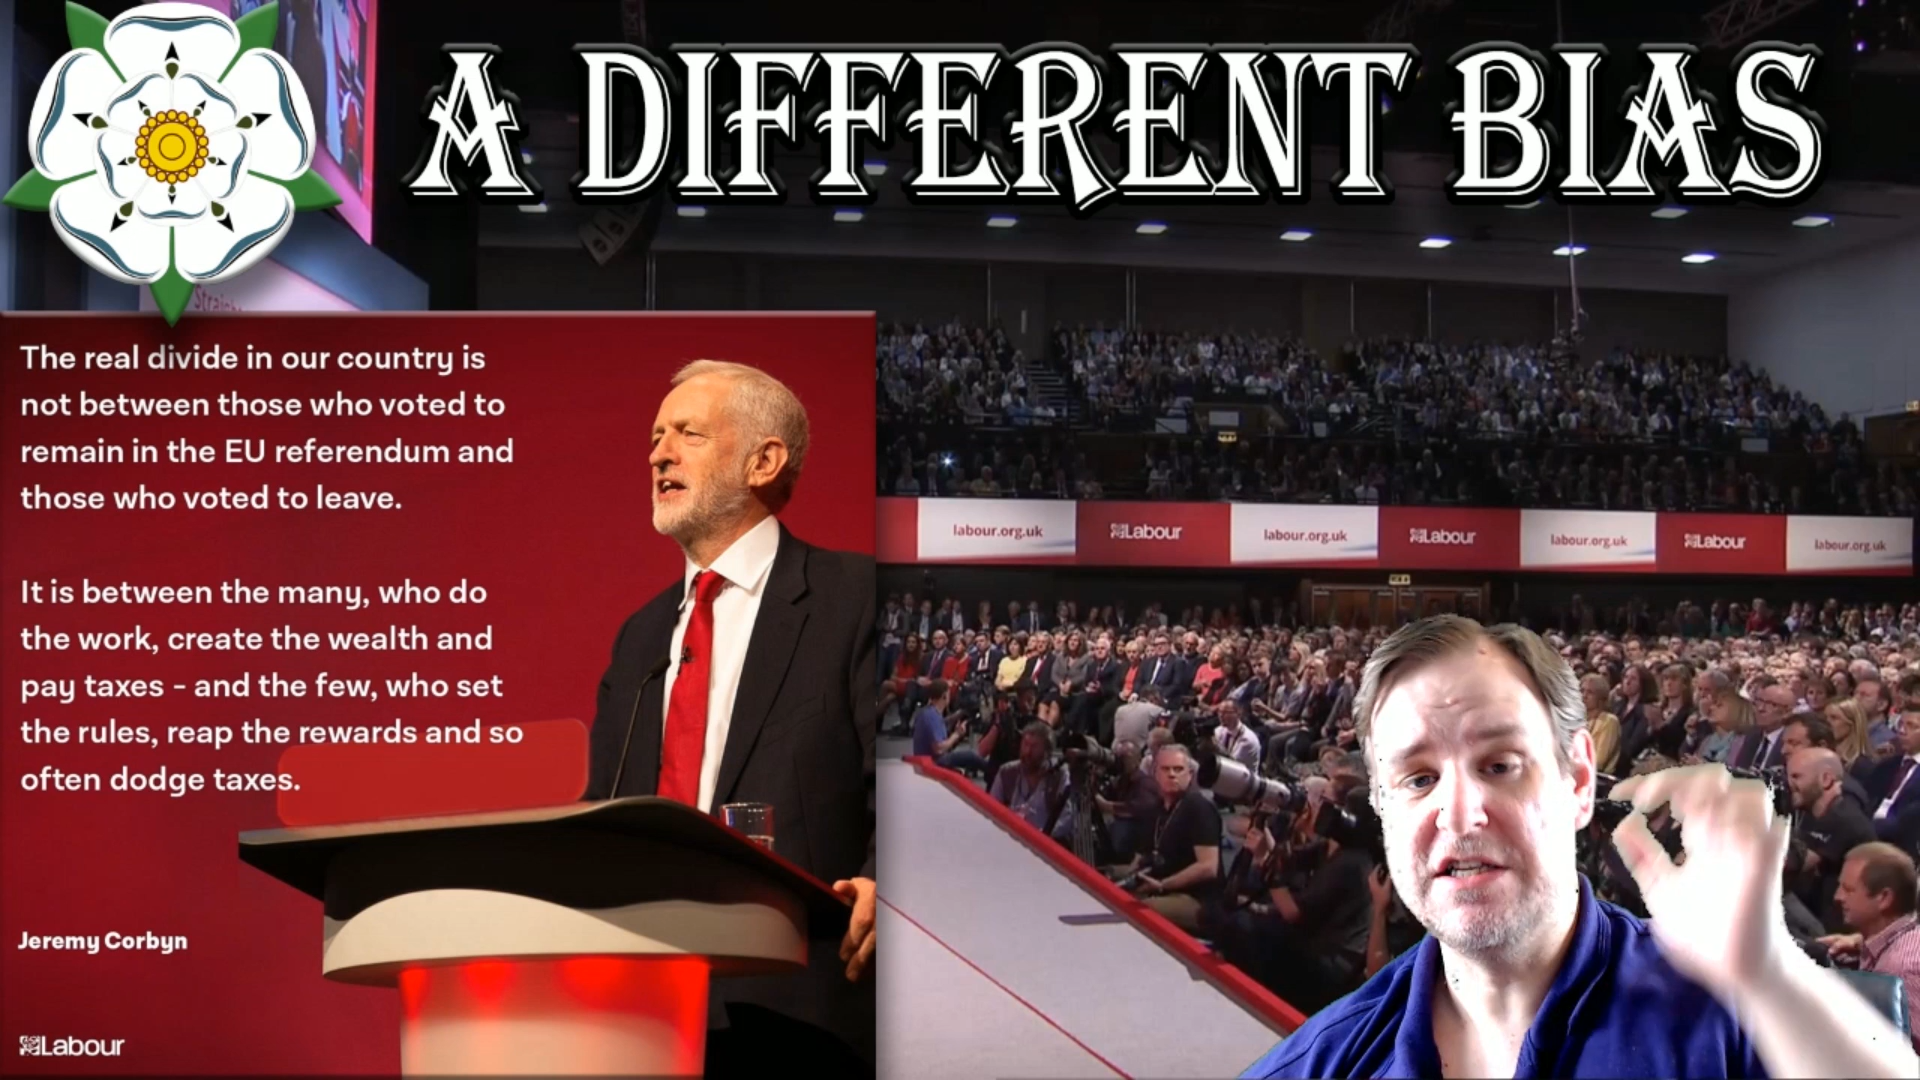 A DIFFERENT BIAS
The real divide in our country is
not between those who voted to
remain in the EU referendum and
those who voted to leave.
It is between the many, who do
the work, create the wealth and
pay taxes - and the few, who set
the rules, reap the rewards and so
often dodge taxes.
Jeremy Corbyn
Labour
labour.org.uk Labour labour.org.uk Labour labour.org.uk Labour labour.org.uk